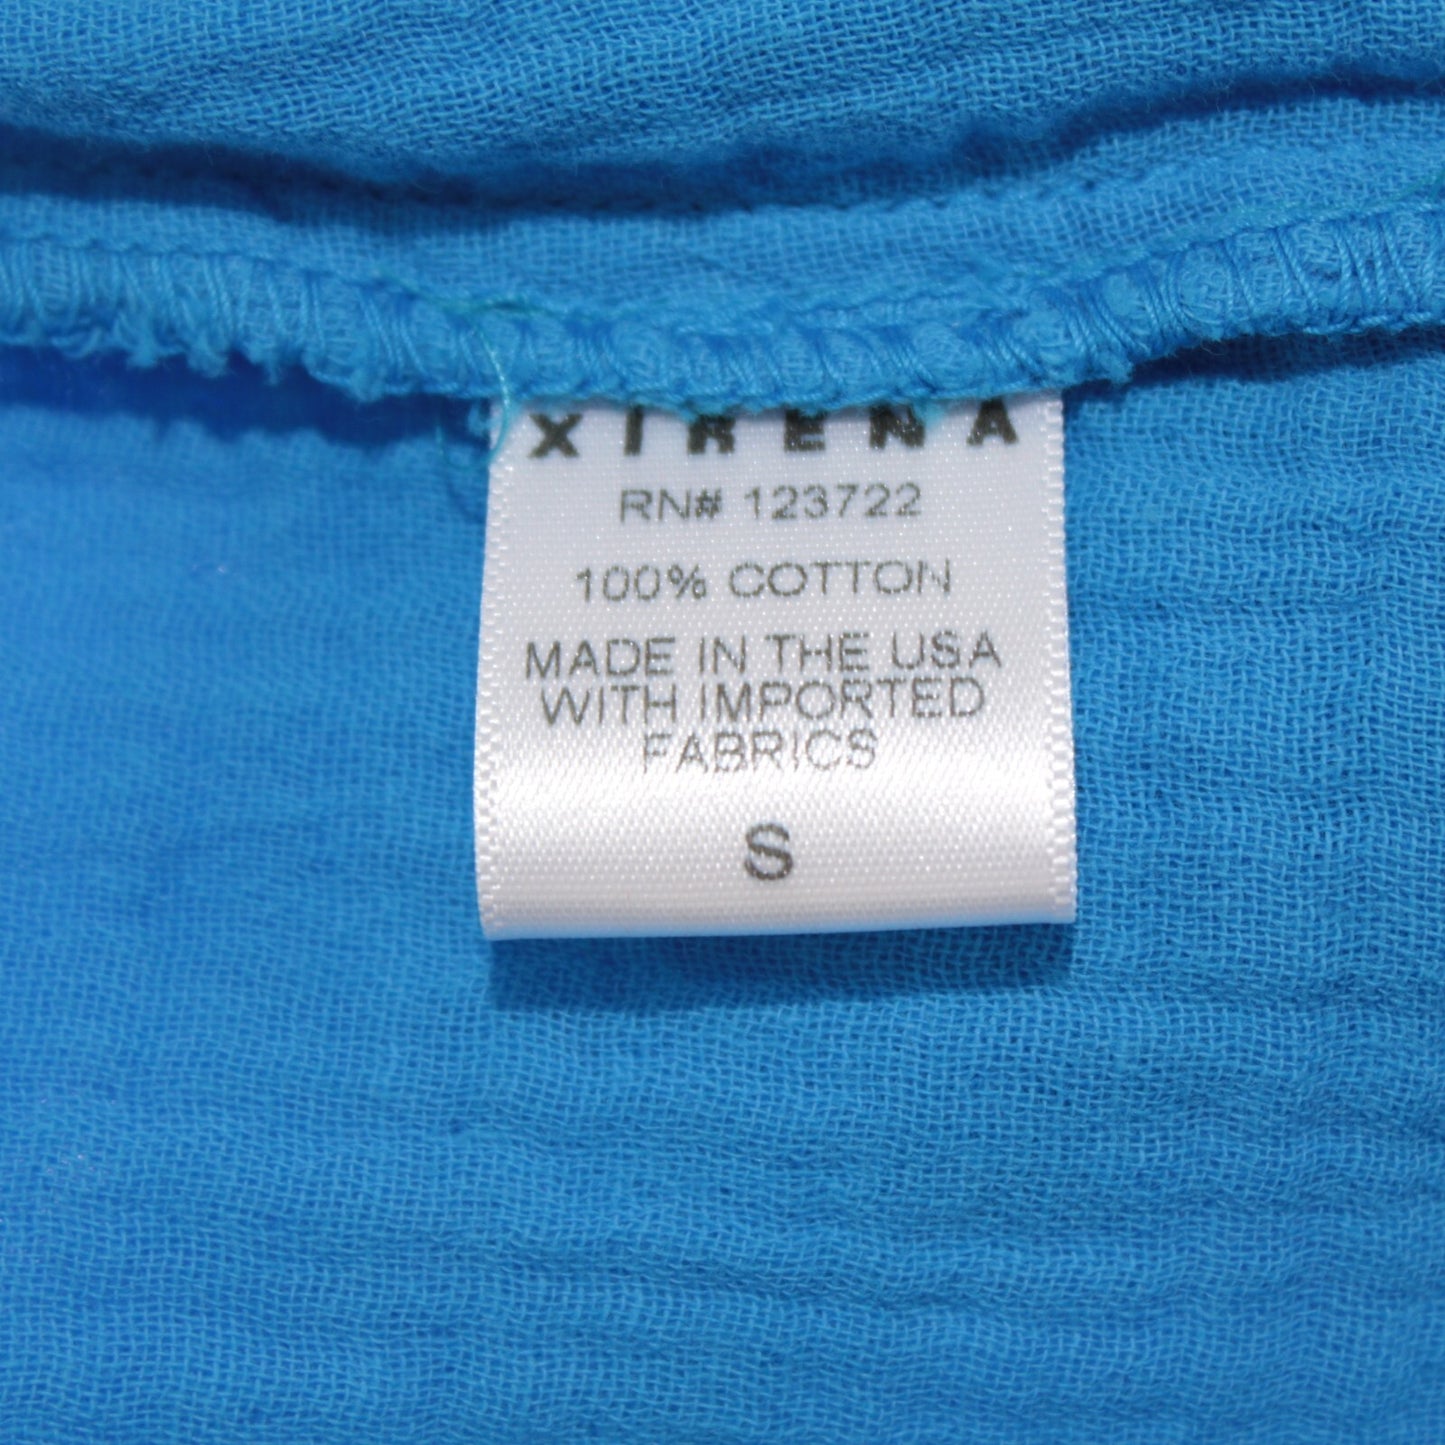 XIRENA
RN# 123722
100% COTTON
MADE IN THE USA
WITH IMPORTED
FABRICS
S